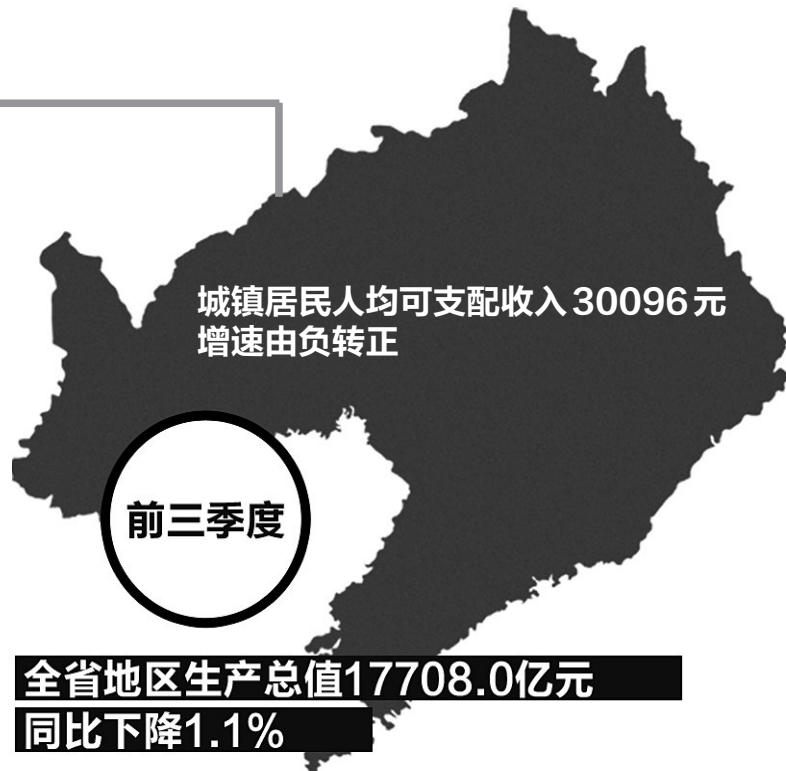 城镇居民人均可支配收入30096元
增速由负转正
前三季度
全省地区生产总值17708.0亿元
同比下降1.1%